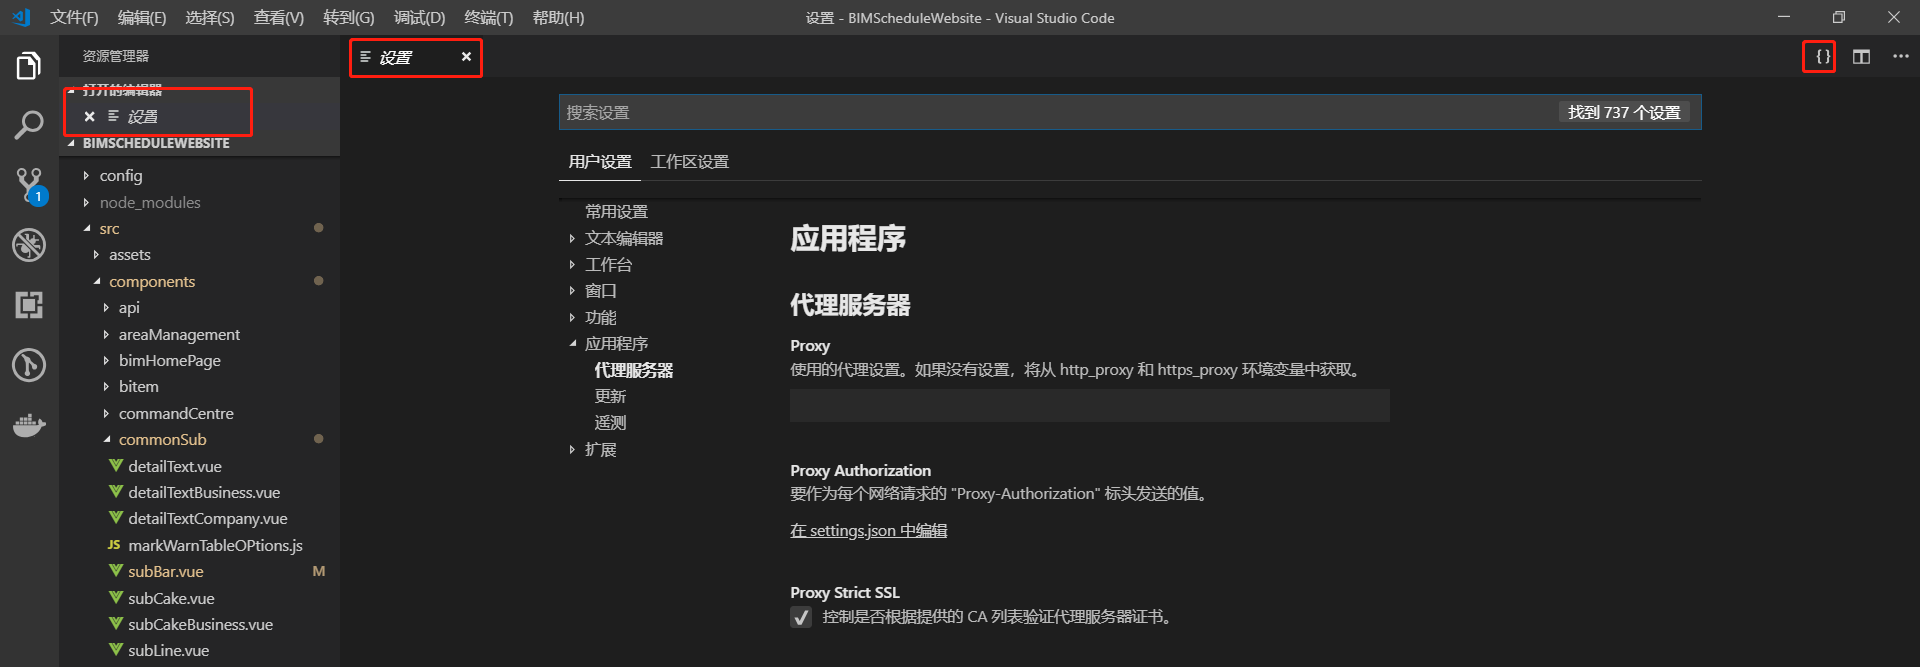 文件(F) 编辑(E) 选择(S) 查看(V) 转到(G) 调试(D) 终端(T) 帮助(H)
设置 - BIMScheduleWebsite - Visual Studio Code
资源管理器
打开的编辑器
设置
BIMSCHEDULEWEBSITE
config
node_modules
src
assets
components
api
areaManagement
bimHomePage
bitem
commandCentre
commonSub
detailText.vue
detailTextBusiness.vue
detailTextCompany.vue
JS markWarnTableOPtions.js
subBar.vue M
subCake.vue
subCakeBusiness.vue
subLine.vue
1
设置
{}
搜索设置
找到 737 个设置
用户设置 工作区设置
常用设置
文本编辑器
工作台
窗口
功能
应用程序
代理服务器
更新
遥测
扩展
应用程序
代理服务器
Proxy
使用的代理设置。如果没有设置，将从 http_proxy 和 https_proxy 环境变量中获取。
Proxy Authorization
要作为每个网络请求的 "Proxy-Authorization" 标头发送的值。
在 settings.json 中编辑
Proxy Strict SSL
控制是否根据提供的 CA 列表验证代理服务器证书。